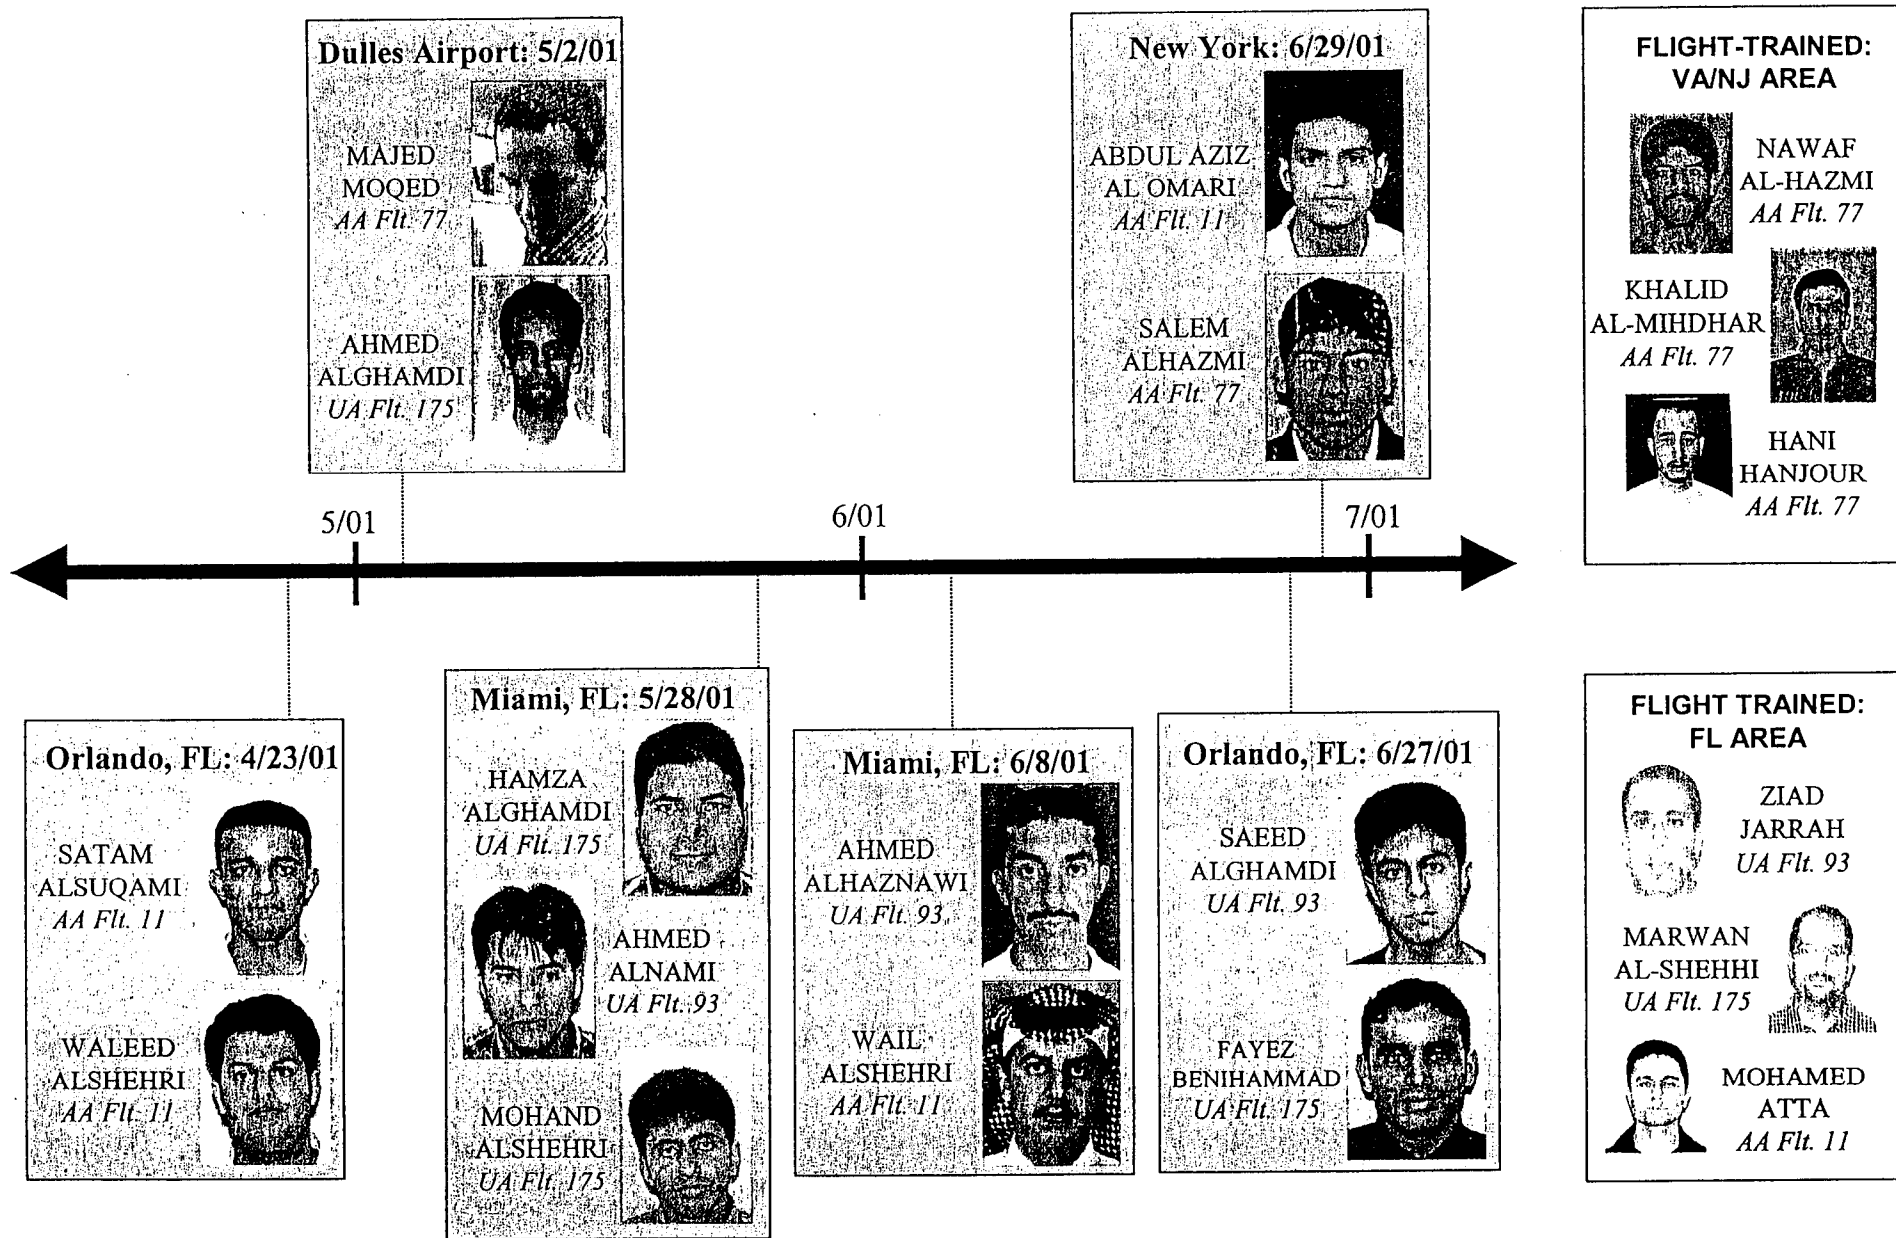 Dulles Airport: 5/2/01
MAJED
MOQED
AA Flt. 77
AHMED
ALGHAMDI
UA Flt. 175
New York: 6/29/01
ABDUL AZIZ
AL OMARI
AA Flt. 11
SALEM
ALHAZMI
AA Flt. 77
FLIGHT-TRAINED:
VA/NJ AREA
NAWAF
AL-HAZMI
AA Flt. 77
KHALID
AL-MIHDHAR
AA Flt. 77
HANI
HANJOUR
AA Flt. 77
5/01
6/01
7/01
Orlando, FL: 4/23/01
SATAM
ALSUQAMI
AA Flt. 11
WALEED
ALSHEHRI
AA Flt. 11
Miami, FL: 5/28/01
HAMZA
ALGHAMDI
UA Flt. 175
AHMED
ALNAMI
UA Flt. 93
MOHAND
ALSHEHRI
UA Flt. 175
Miami, FL: 6/8/01
AHMED
ALHAZNAWI
UA Flt. 93
WAIL
ALSHEHRI
AA Flt. 11
Orlando, FL: 6/27/01
SAEED
ALGHAMDI
UA Flt. 93
FAYEZ
BENIHAMMAD
UA Flt. 175
FLIGHT TRAINED:
FL AREA
ZIAD
JARRAH
UA Flt. 93
MARWAN
AL-SHEHHI
UA Flt. 175
MOHAMED
ATTA
AA Flt. 11